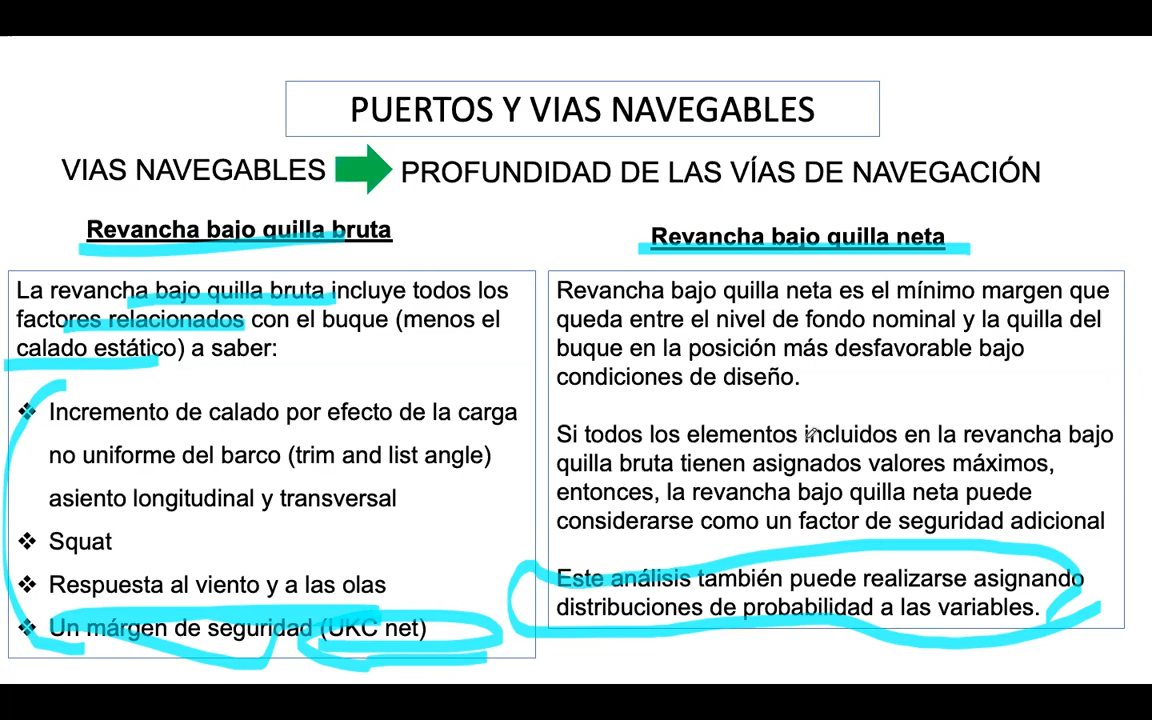 PUERTOS Y VIAS NAVEGABLES
VIAS NAVEGABLES
PROFUNDIDAD DE LAS VÍAS DE NAVEGACIÓN
Revancha bajo quilla bruta
La revancha bajo quilla bruta incluye todos los
factores relacionados con el buque (menos el
calado estático) a saber:
❖ Incremento de calado por efecto de la carga
no uniforme del barco (trim and list angle)
asiento longitudinal y transversal
❖ Squat
❖ Respuesta al viento y a las olas
❖ Un márgen de seguridad (UKC net)
Revancha bajo quilla neta
Revancha bajo quilla neta es el mínimo margen que
queda entre el nivel de fondo nominal y la quilla del
buque en la posición más desfavorable bajo
condiciones de diseño.
Si todos los elementos incluidos en la revancha bajo
quilla bruta tienen asignados valores máximos,
entonces, la revancha bajo quilla neta puede
considerarse como un factor de seguridad adicional
Este análisis también puede realizarse asignando
distribuciones de probabilidad a las variables.